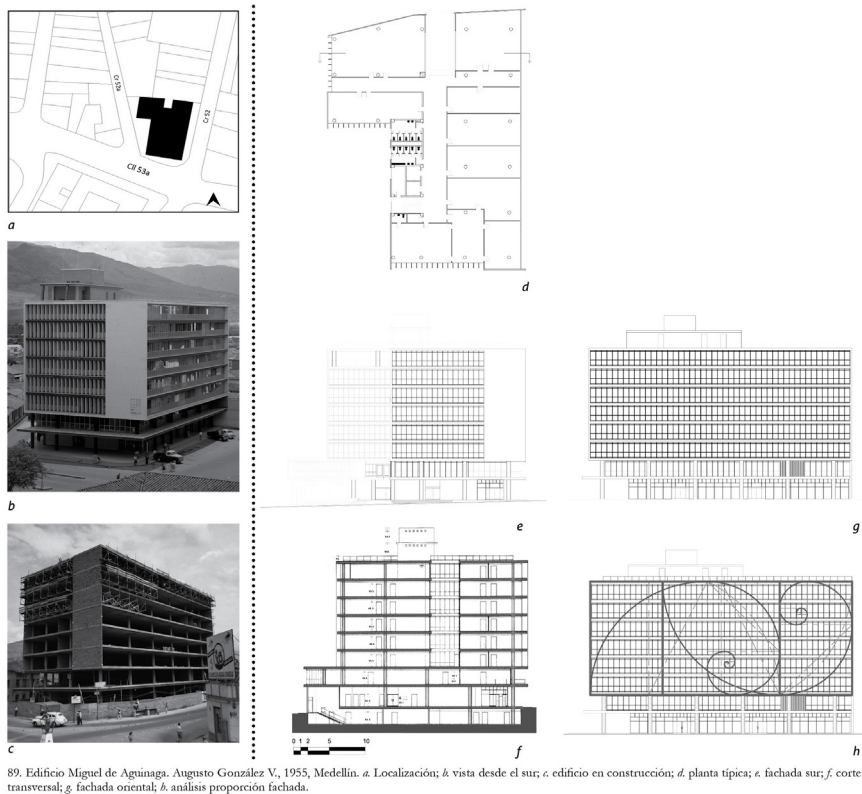 Cr 52a
Cr 52
Cll 53a
a
b
c
d
e
g
0 1 2 5 10
f
h
89. Edificio Miguel de Aguinaga. Augusto González V., 1955, Medellín. a. Localización; b. vista desde el sur; c. edificio en construcción; d. planta típica; e. fachada sur; f. corte
transversal; g. fachada oriental; h. análisis proporción fachada.